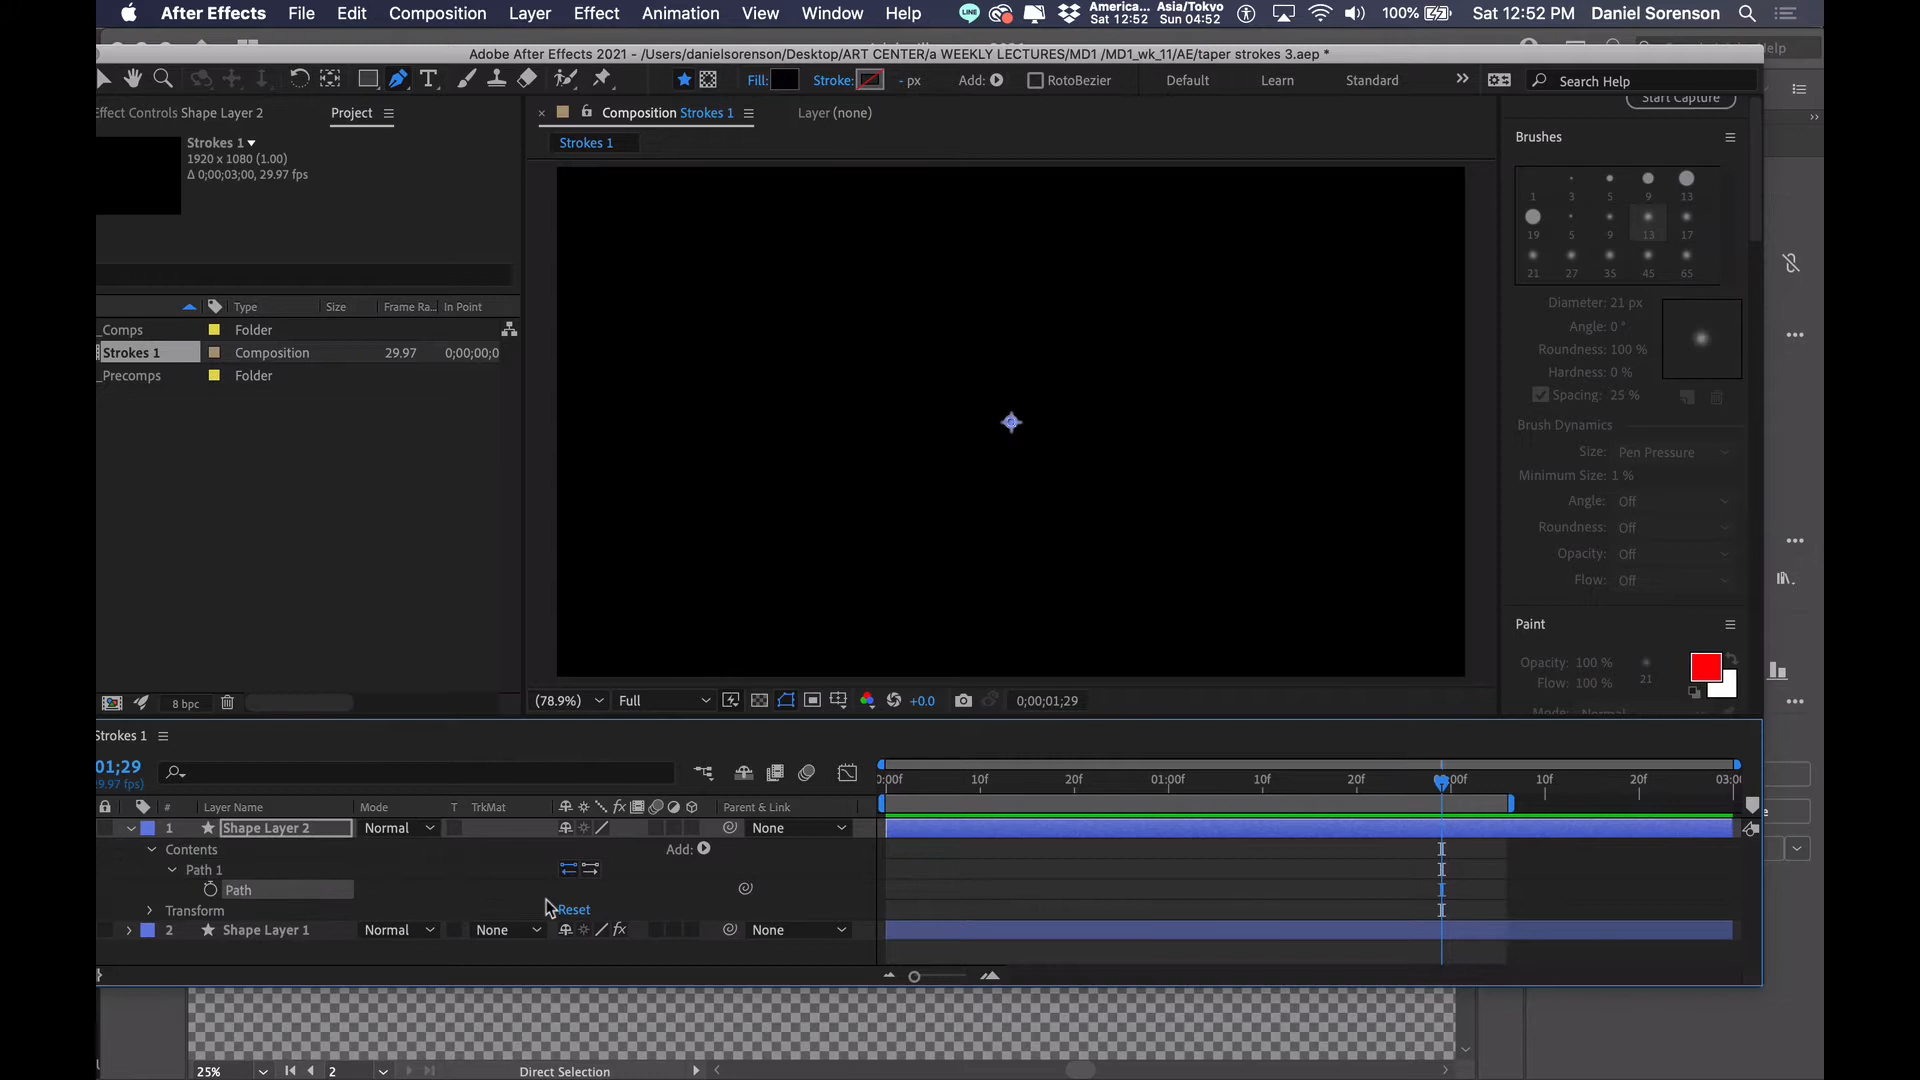 After Effects File Edit Composition Layer Effect Animation View Window Help LINE America... Sat 12:52 Asia/Tokyo Sun 04:52 100% Sat 12:52 PM Daniel Sorenson
Adobe After Effects 2021 - /Users/danielsorenson/Desktop/ART CENTER/a WEEKLY LECTURES/MD1 /MD1_wk_11/AE/taper strokes 3.aep *
Fill: Stroke: - px Add: RotoBezier Default Learn Standard Search Help
Effect Controls Shape Layer 2 Project
Composition Strokes 1 Layer (none)
Start Capture
Strokes 1
1920 x 1080 (1.00)
Δ 0;00;03;00, 29.97 fps
Strokes 1
Brushes
1 3 5 9 13
19 5 9 13 17
21 27 35 45 65
Diameter: 21 px
Angle: 0 °
Roundness: 100 %
Hardness: 0 %
Spacing: 25 %
Brush Dynamics
Size: Pen Pressure
Minimum Size: 1 %
Angle: Off
Roundness: Off
Opacity: Off
Flow: Off
Type Size Frame Ra... In Point
_Comps Folder
Strokes 1 Composition 29.97 0;00;00;0
_Precomps Folder
Paint
Opacity: 100 %
Flow: 100 %
21
Mode: Normal
8 bpc
(78.9%) Full +0.0 0;00;01;29
Strokes 1
01;29
29.97 fps)
0:00f 10f 20f 01:00f 10f 20f 10f 20f
# Layer Name Mode T TrkMat fx Parent & Link
1 Shape Layer 2 Normal None
Contents Add:
Path 1
Path
Transform Reset
2 Shape Layer 1 Normal None fx None
25% 2 Direct Selection